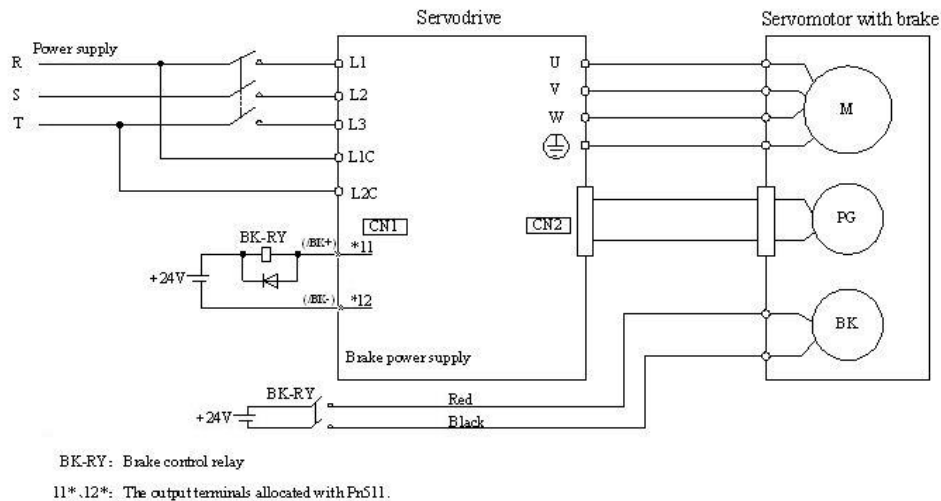 Servodrive
Servomotor with brake
Power supply
R
S
T
L1
L2
L3
L1C
L2C
U
V
W
M
CN1
CN2
PG
BK-RY
(/BK+)
*11
+24V
(/BK-)
*12
BK
Brake power supply
BK-RY
Red
+24V
Black
BK-RY: Brake control relay
11*、12*: The output terminals allocated with Pn511.